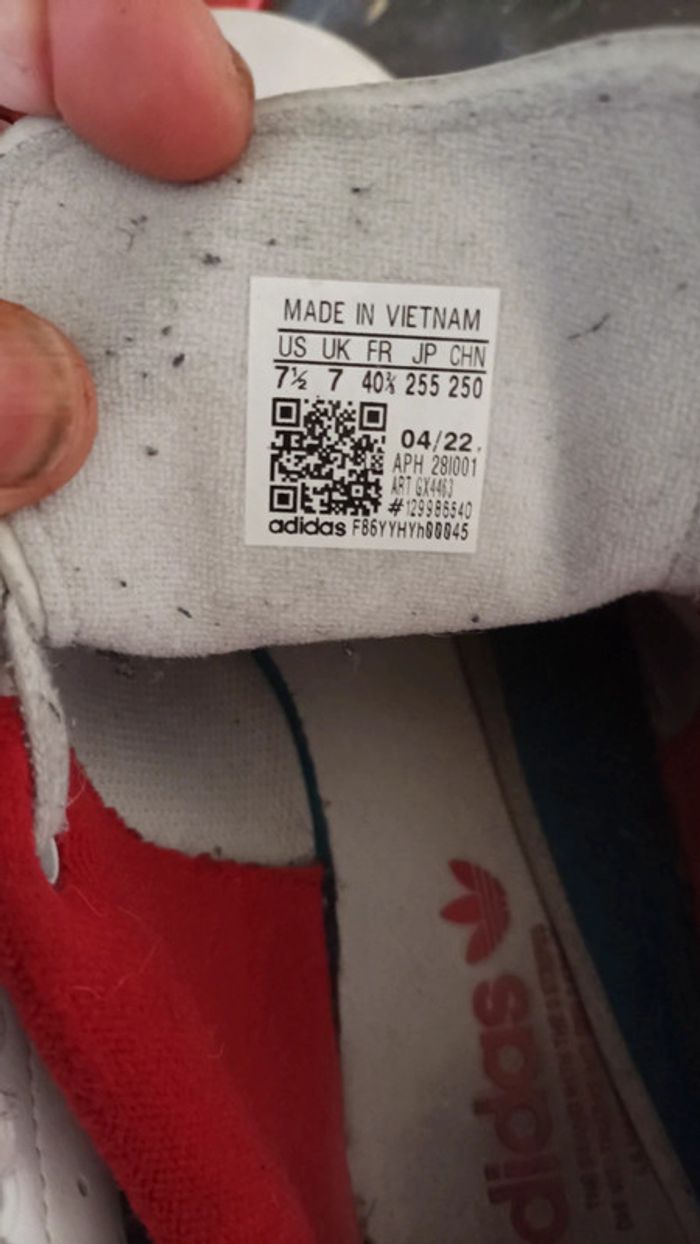 MADE IN VIETNAM
US UK FR JP CHN
7½ 7 40⅔ 255 250
04/22
APH 28I001
ART GX4463
#129986540
adidas F86YYHYh00045
adidas